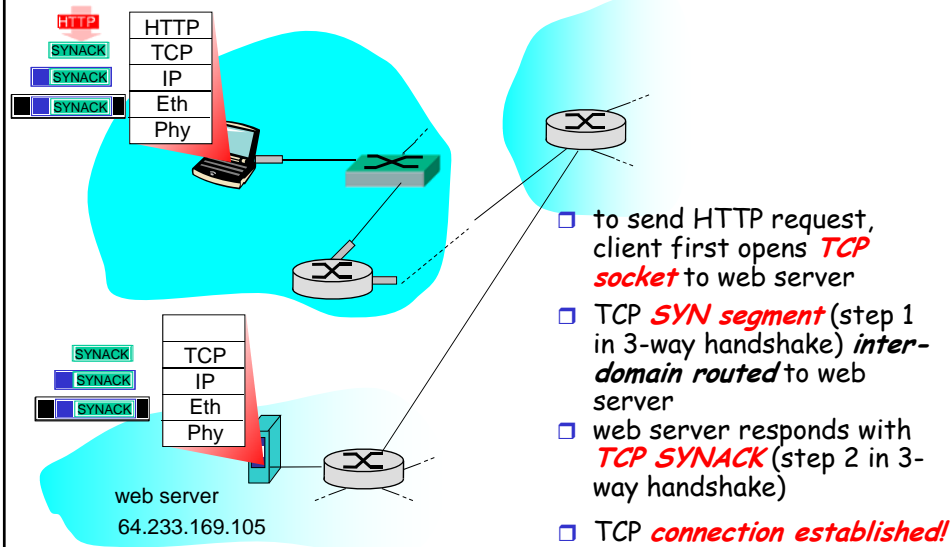 HTTP
SYNACK
SYNACK
SYNACK
HTTP
TCP
IP
Eth
Phy
SYNACK
SYNACK
SYNACK
TCP
IP
Eth
Phy
web server
64.233.169.105
to send HTTP request,
client first opens TCP
socket to web server
TCP SYN segment (step 1
in 3-way handshake) inter-
domain routed to web
server
web server responds with
TCP SYNACK (step 2 in 3-
way handshake)
TCP connection established!